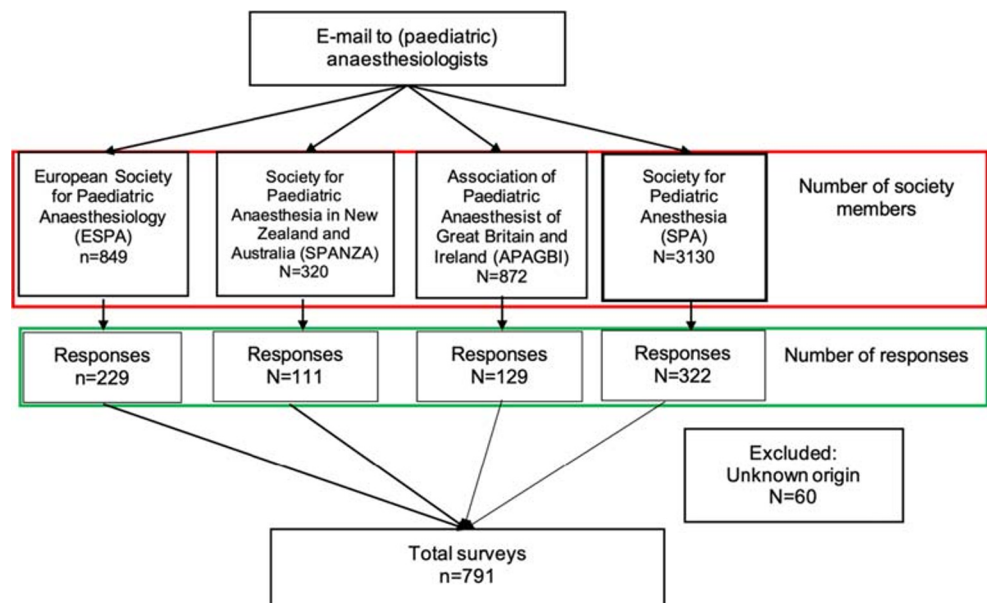 E-mail to (paediatric)
anaesthesiologists
European Society
for Paediatric
Anaesthesiology
(ESPA)
n=849
Society for
Paediatric
Anaesthesia in New
Zealand and
Australia (SPANZA)
N=320
Association of
Paediatric
Anaesthesist of
Great Britain and
Ireland (APAGBI)
N=872
Society for
Pediatric
Anesthesia
(SPA)
N=3130
Number of society
members
Responses
n=229
Responses
N=111
Responses
N=129
Responses
N=322
Number of responses
Excluded:
Unknown origin
N=60
Total surveys
n=791